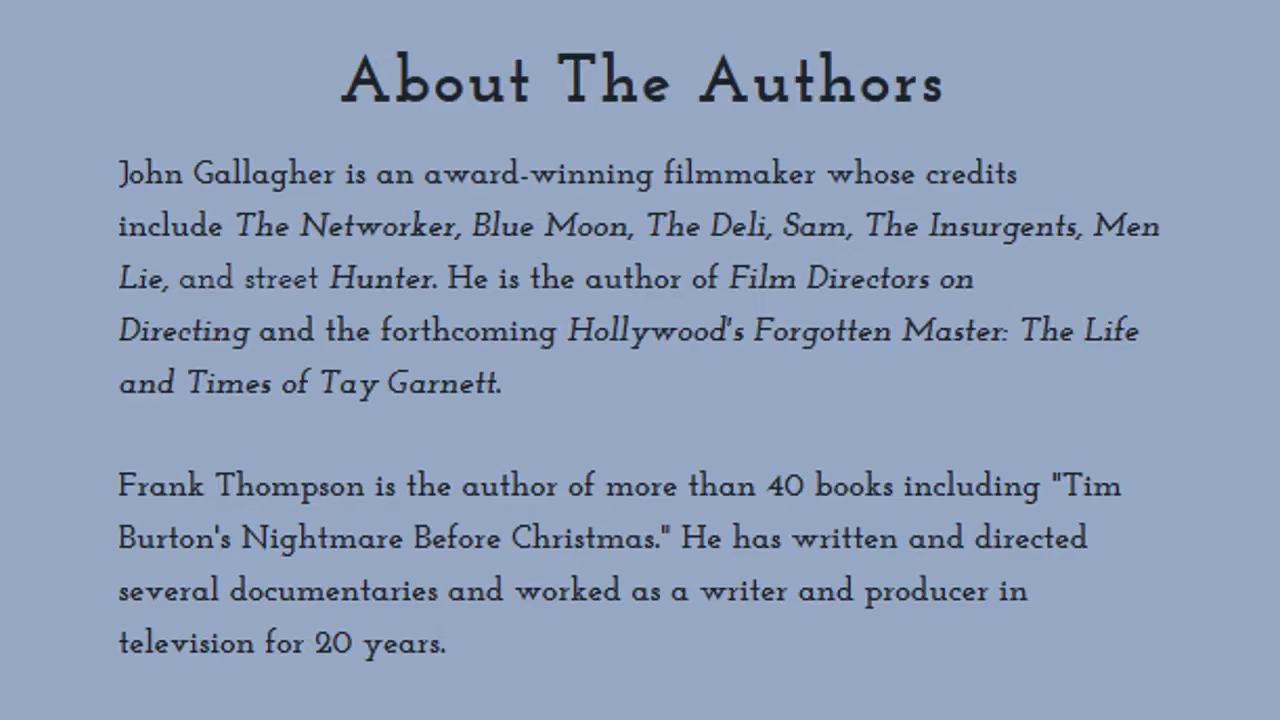 About The Authors
John Gallagher is an award-winning filmmaker whose credits
include The Networker, Blue Moon, The Deli, Sam, The Insurgents, Men
Lie, and street Hunter. He is the author of Film Directors on
Directing and the forthcoming Hollywood's Forgotten Master: The Life
and Times of Tay Garnett.
Frank Thompson is the author of more than 40 books including "Tim
Burton's Nightmare Before Christmas." He has written and directed
several documentaries and worked as a writer and producer in
television for 20 years.